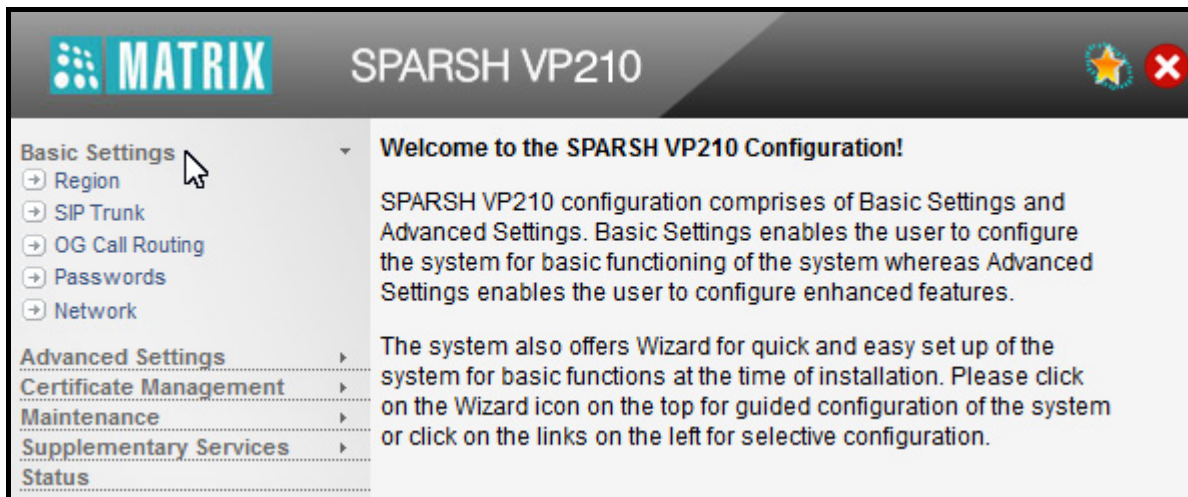 MATRIX
SPARSH VP210
Basic Settings
Region
SIP Trunk
OG Call Routing
Passwords
Network
Advanced Settings
Certificate Management
Maintenance
Supplementary Services
Status
Welcome to the SPARSH VP210 Configuration!
SPARSH VP210 configuration comprises of Basic Settings and
Advanced Settings. Basic Settings enables the user to configure
the system for basic functioning of the system whereas Advanced
Settings enables the user to configure enhanced features.
The system also offers Wizard for quick and easy set up of the
system for basic functions at the time of installation. Please click
on the Wizard icon on the top for guided configuration of the system
or click on the links on the left for selective configuration.